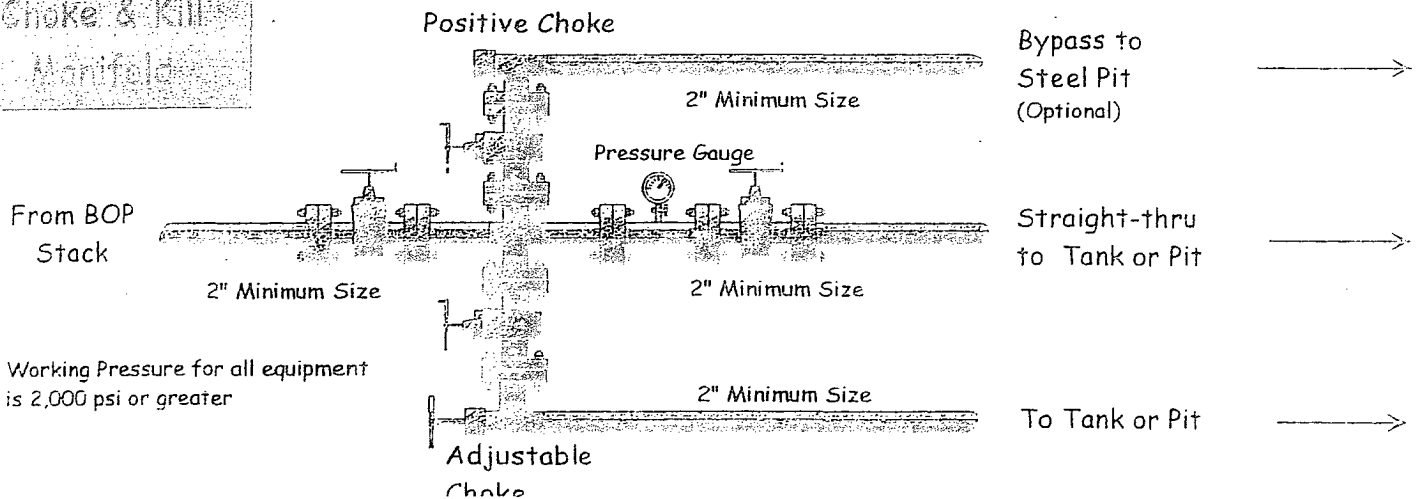 Choke & Kill
Manifold
Positive Choke
Bypass to
Steel Pit
(Optional)
2" Minimum Size
Pressure Gauge
From BOP
Stack
Straight-thru
to Tank or Pit
2" Minimum Size
2" Minimum Size
Working Pressure for all equipment
is 2,000 psi or greater
2" Minimum Size
To Tank or Pit
Adjustable
Choke